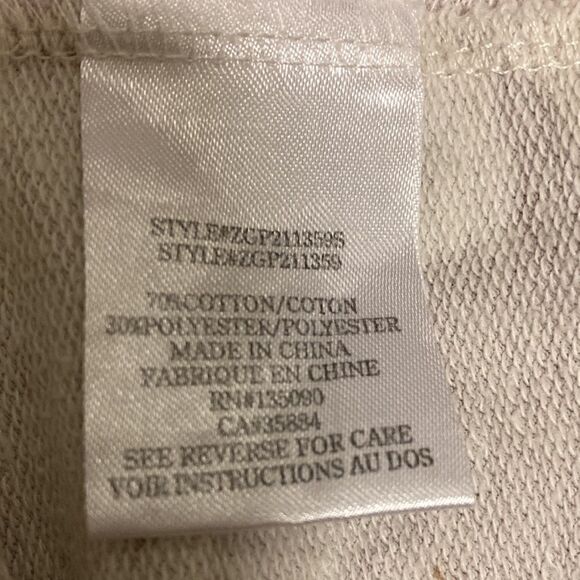 STYLE#ZGP211359S
STYLE#ZGP211359
70%COTTON/COTON
30%POLYESTER/POLYESTER
MADE IN CHINA
FABRIQUE EN CHINE
RN#135090
CA#35884
SEE REVERSE FOR CARE
VOIR INSTRUCTIONS AU DOS